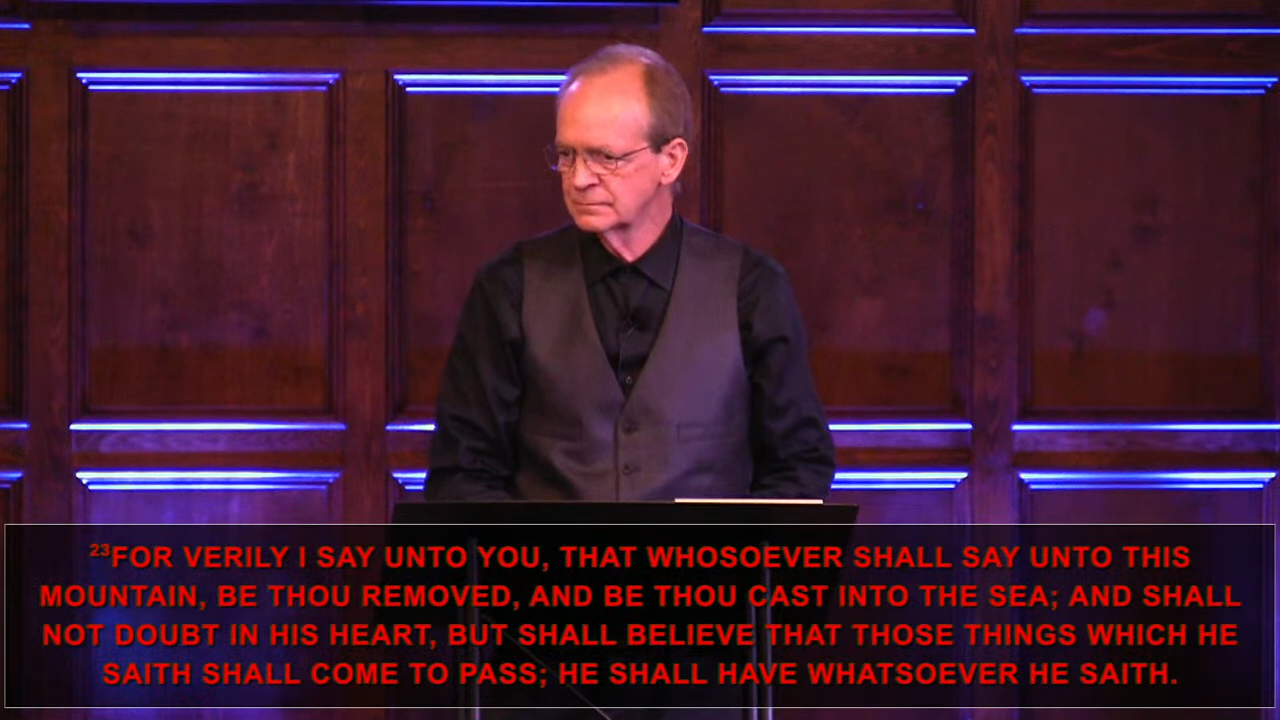 ²³FOR VERILY I SAY UNTO YOU, THAT WHOSOEVER SHALL SAY UNTO THIS
MOUNTAIN, BE THOU REMOVED, AND BE THOU CAST INTO THE SEA; AND SHALL
NOT DOUBT IN HIS HEART, BUT SHALL BELIEVE THAT THOSE THINGS WHICH HE
SAITH SHALL COME TO PASS; HE SHALL HAVE WHATSOEVER HE SAITH.